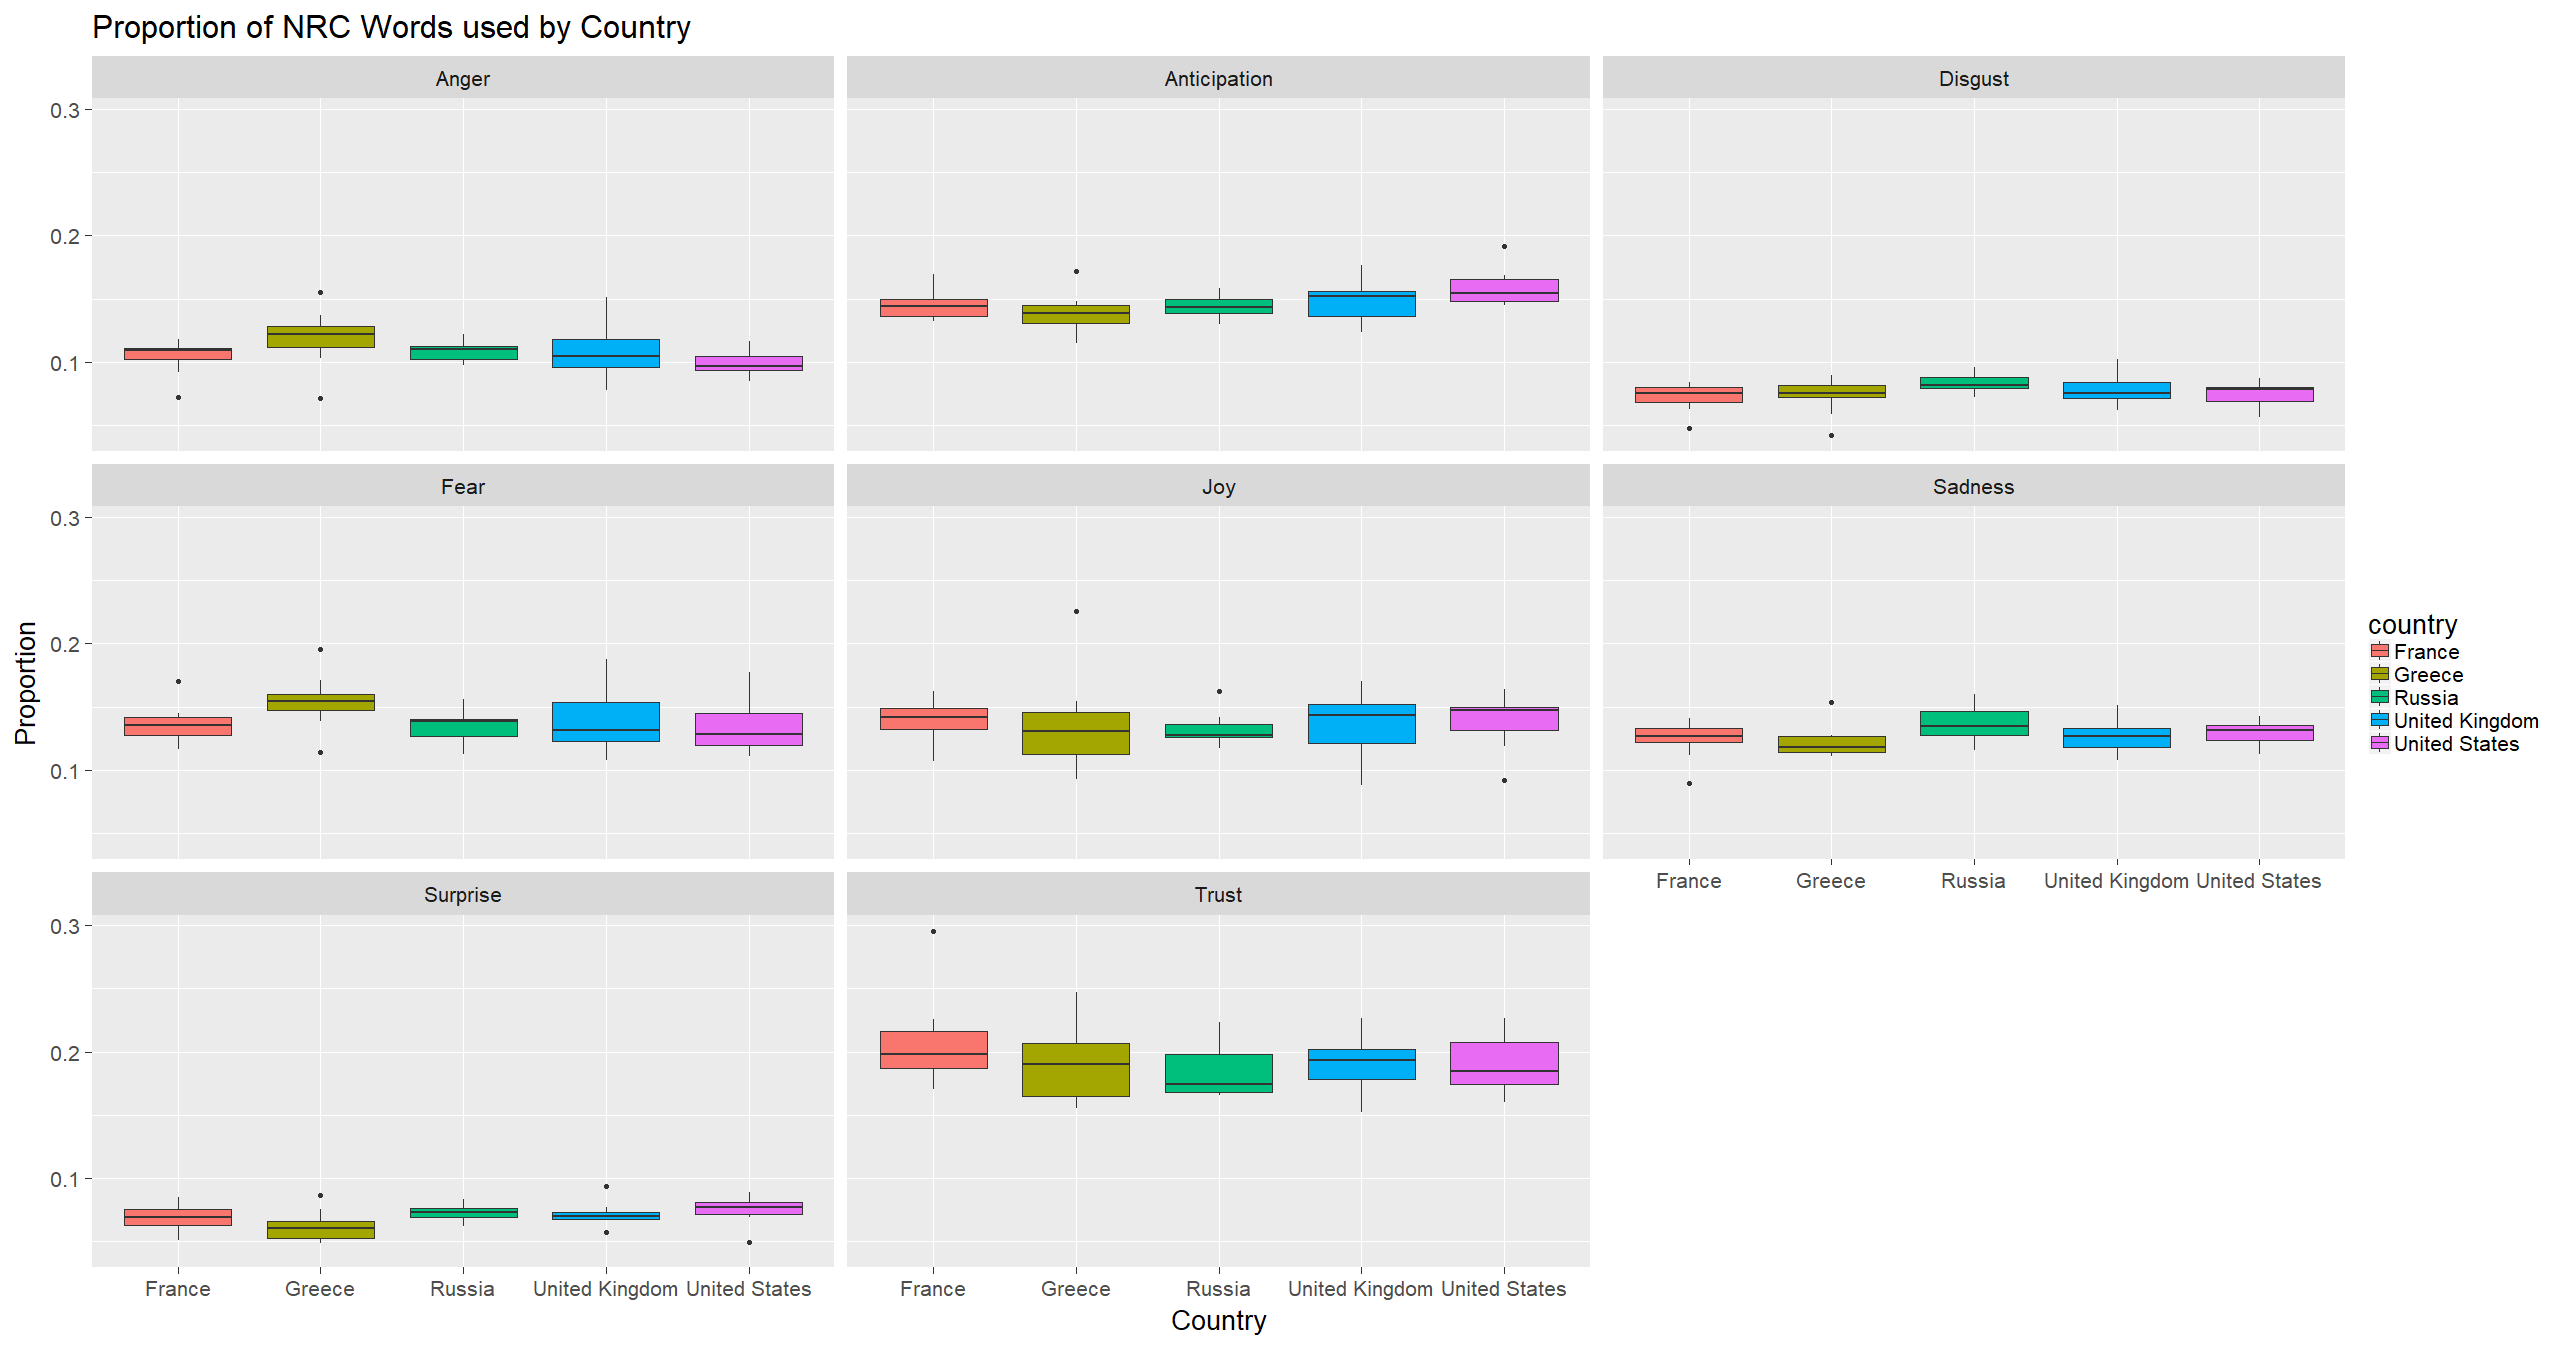 Proportion of NRC Words used by Country
Anger
Anticipation
Disgust
0.3
0.2
0.1
Fear
Joy
Sadness
0.3
0.2
0.1
France Greece Russia United Kingdom United States
Surprise
Trust
0.3
0.2
0.1
France Greece Russia United Kingdom United States
France Greece Russia United Kingdom United States
Country
Proportion
country
France
Greece
Russia
United Kingdom
United States